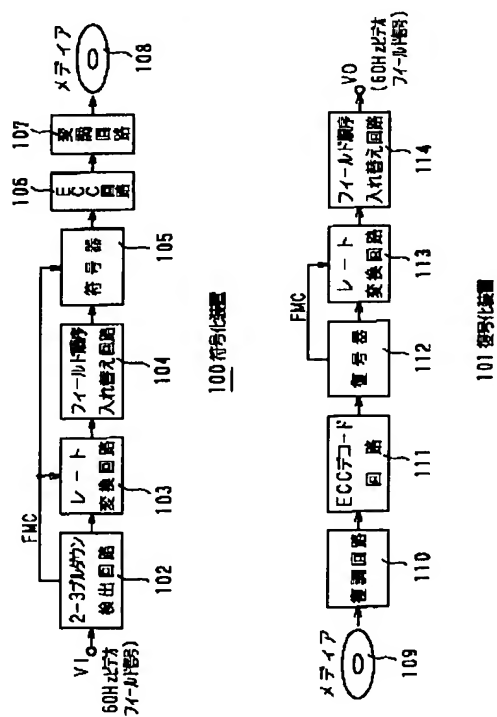 FMC
VI
60Hzビデオ
フィールド信号
2-3プルダウン
検出回路
102
レート
変換回路
103
フィールド順序
入れ替え回路
104
符号器
105
ECC回路
106
変調回路
107
メディア
108
100 符号化装置
メディア
109
復調回路
110
ECCデコード
回路
111
復号器
112
FMC
レート
変換回路
113
フィールド順序
入れ替え回路
114
VO
(60Hzビデオ
フィールド信号)
101 復号化装置